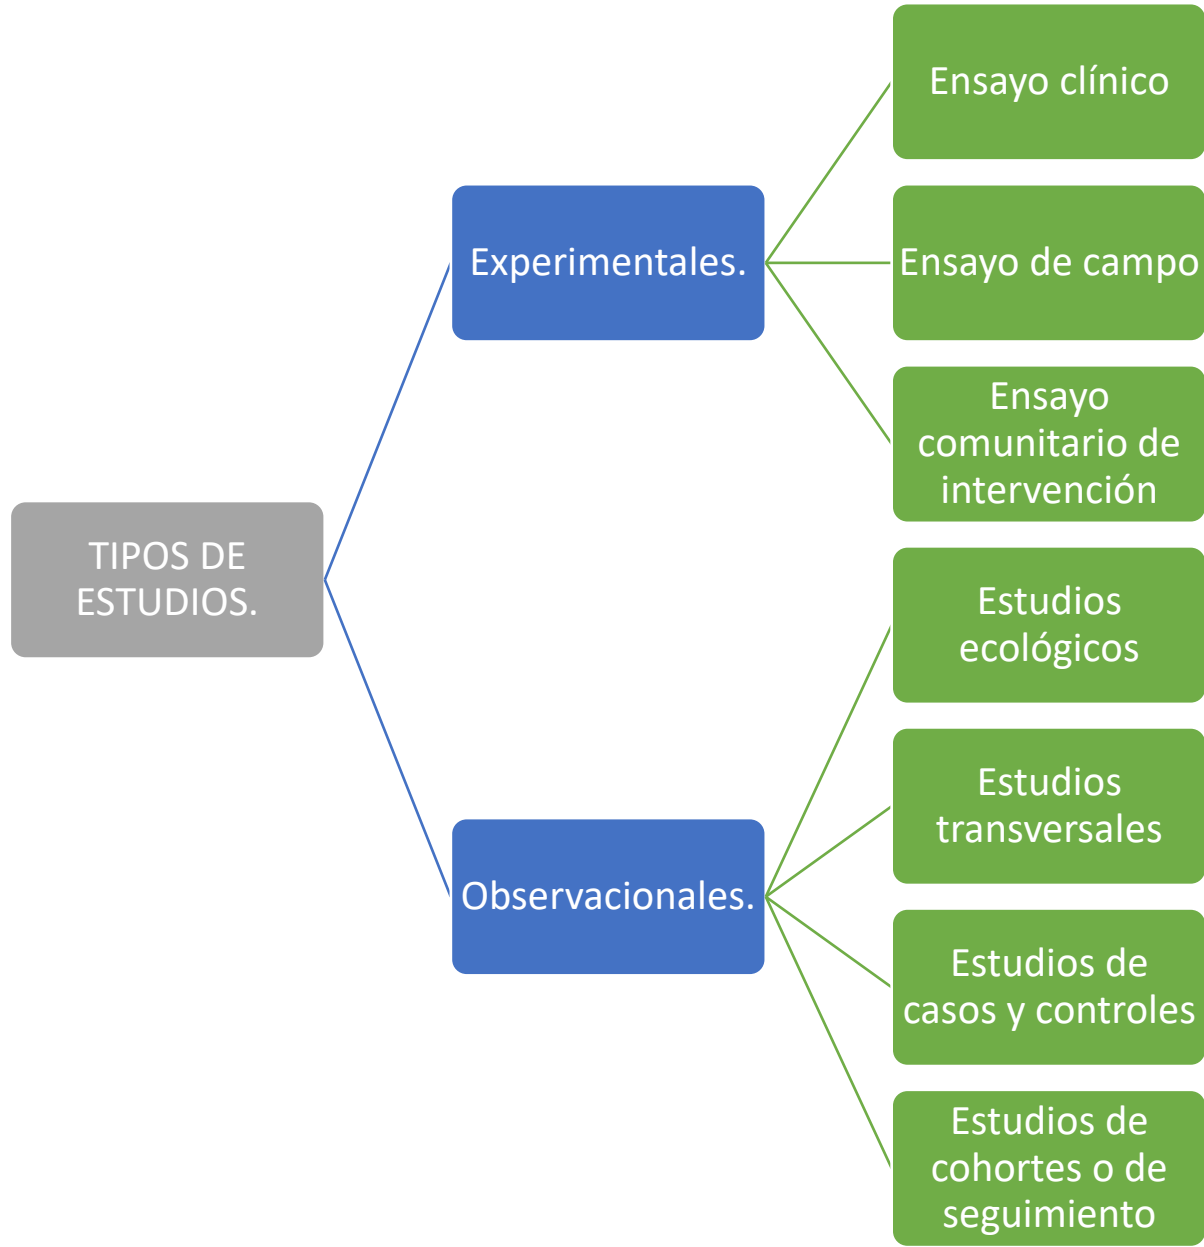 TIPOS DE
ESTUDIOS.
Experimentales.
Ensayo clínico
Ensayo de campo
Ensayo
comunitario de
intervención
Observacionales.
Estudios
ecológicos
Estudios
transversales
Estudios de
casos y controles
Estudios de
cohortes o de
seguimiento